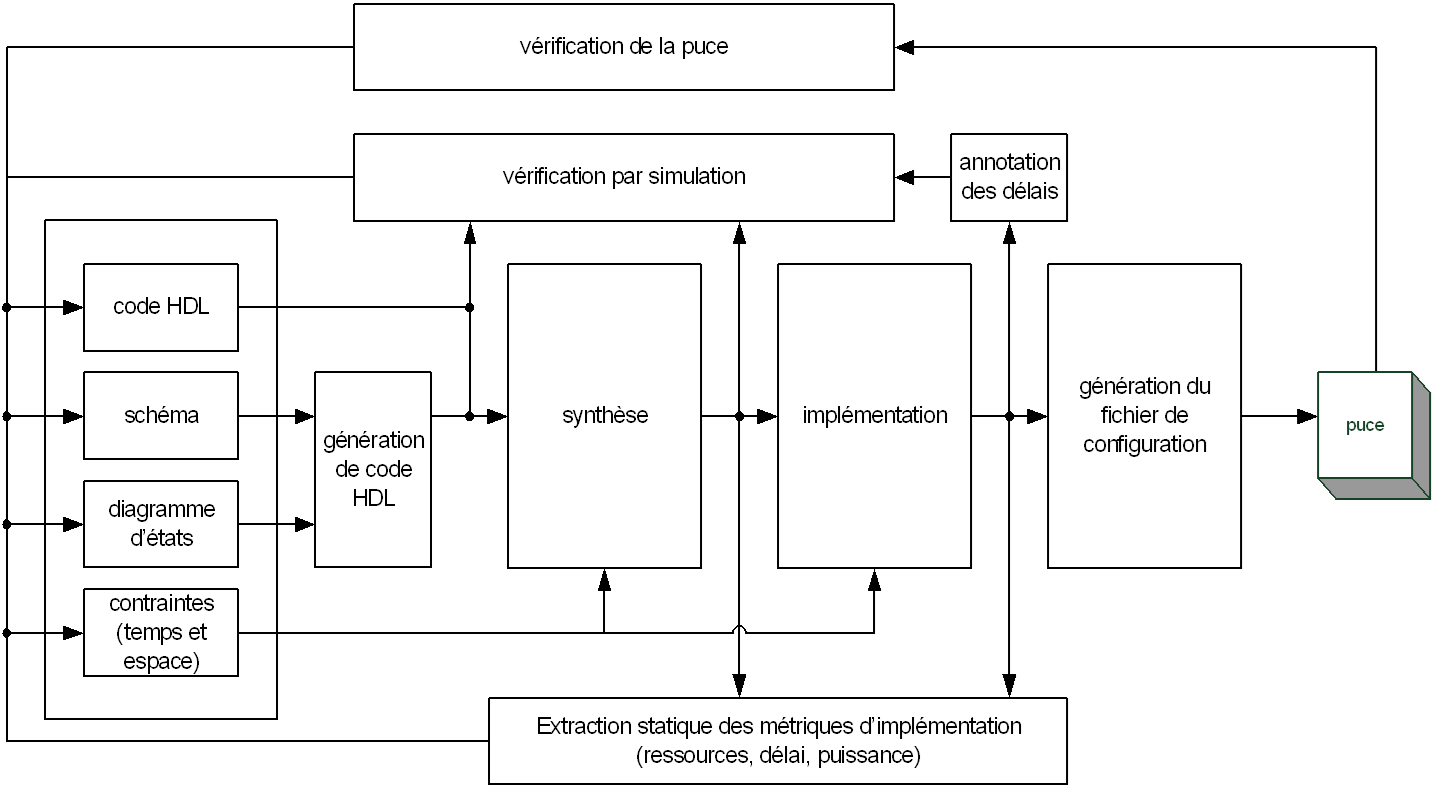 vérification de la puce
vérification par simulation
annotation
des délais
code HDL
schéma
diagramme
d'états
contraintes
(temps et
espace)
génération
de code
HDL
synthèse
implémentation
génération du
fichier de
configuration
puce
Extraction statique des métriques d'implémentation
(ressources, délai, puissance)